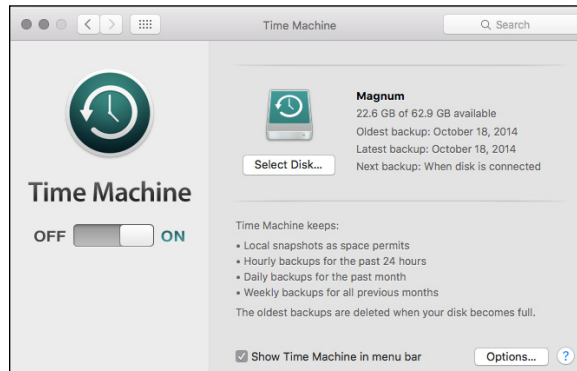 Time Machine
Search
Time Machine
OFF
ON
Select Disk...
Magnum
22.6 GB of 62.9 GB available
Oldest backup: October 18, 2014
Latest backup: October 18, 2014
Next backup: When disk is connected
Time Machine keeps:
• Local snapshots as space permits
• Hourly backups for the past 24 hours
• Daily backups for the past month
• Weekly backups for all previous months
The oldest backups are deleted when your disk becomes full.
Show Time Machine in menu bar
Options...
?